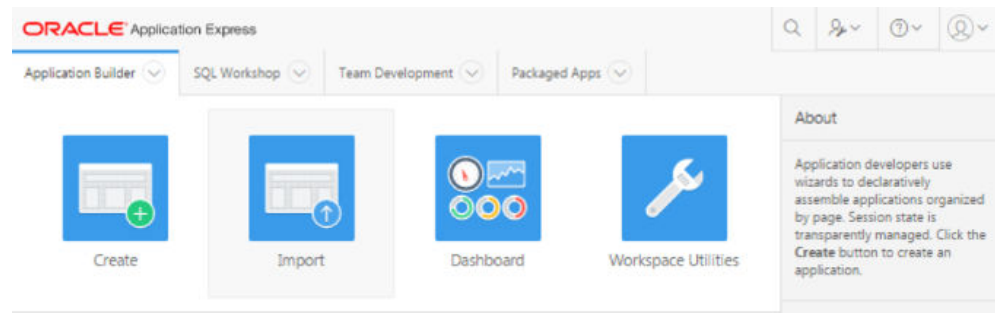 ORACLE Application Express
Application Builder
SQL Workshop
Team Development
Packaged Apps
Create
Import
Dashboard
Workspace Utilities
About
Application developers use
wizards to declaratively
assemble applications organized
by page. Session state is
transparently managed. Click the
Create button to create an
application.